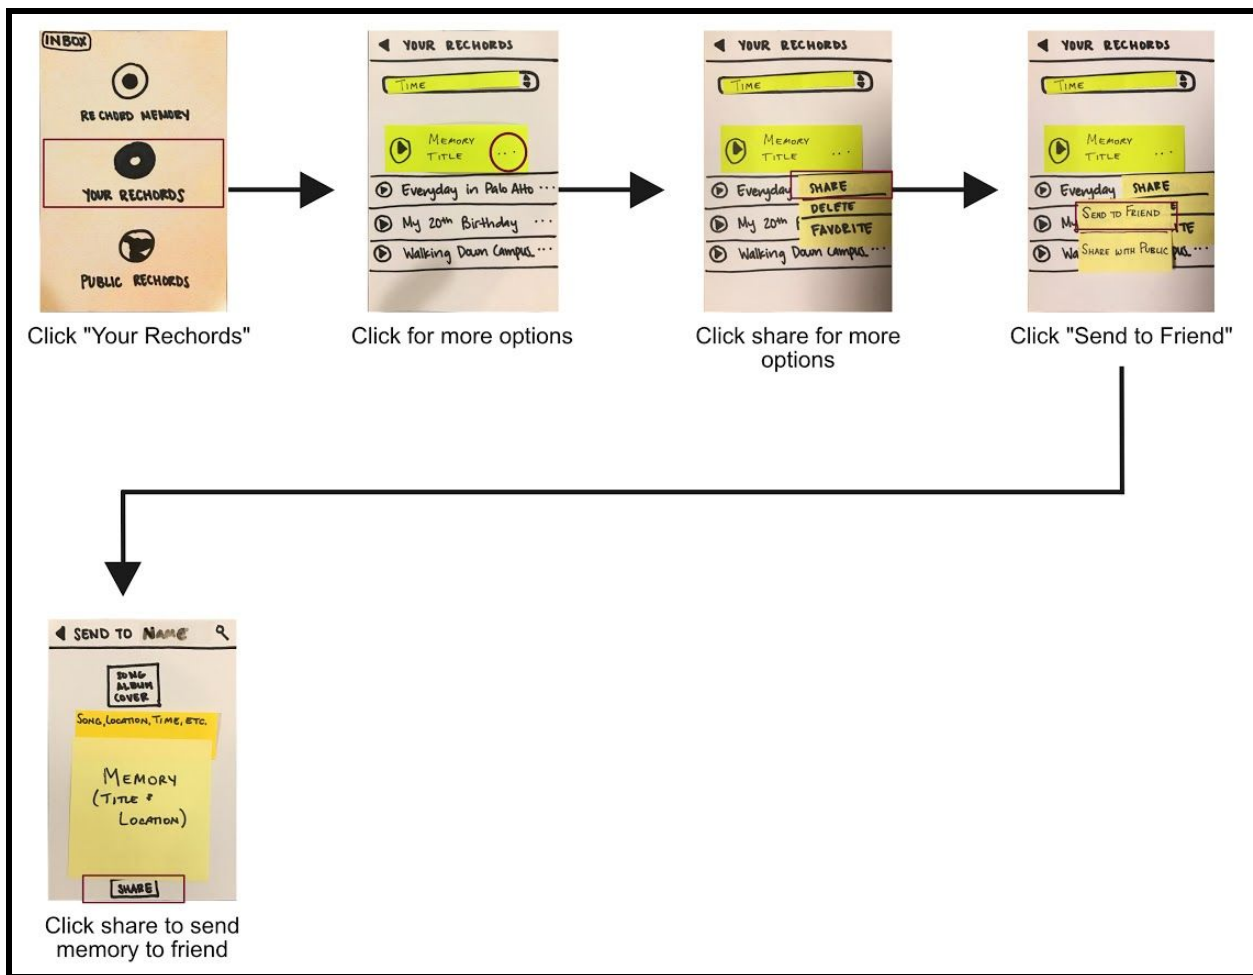 INBOX
RECHORD MEMORY
YOUR RECHORDS
PUBLIC RECHORDS
Click "Your Rechords"
YOUR RECHORDS
TIME
MEMORY
TITLE ...
Everyday in Palo Alto ...
My 20th Birthday ...
Walking Down Campus ...
Click for more options
YOUR RECHORDS
TIME
MEMORY
TITLE ...
Everyday
SHARE
My 20th
DELETE
FAVORITE
Walking Down Campus ...
Click share for more
options
YOUR RECHORDS
TIME
MEMORY
TITLE ...
Everyday
SHARE
SEND TO FRIEND
SHARE WITH PUBLIC
Click "Send to Friend"
SEND TO NAME
SONG
ALBUM
COVER
SONG, LOCATION, TIME, ETC.
MEMORY
(TITLE &
LOCATION)
SHARE
Click share to send
memory to friend